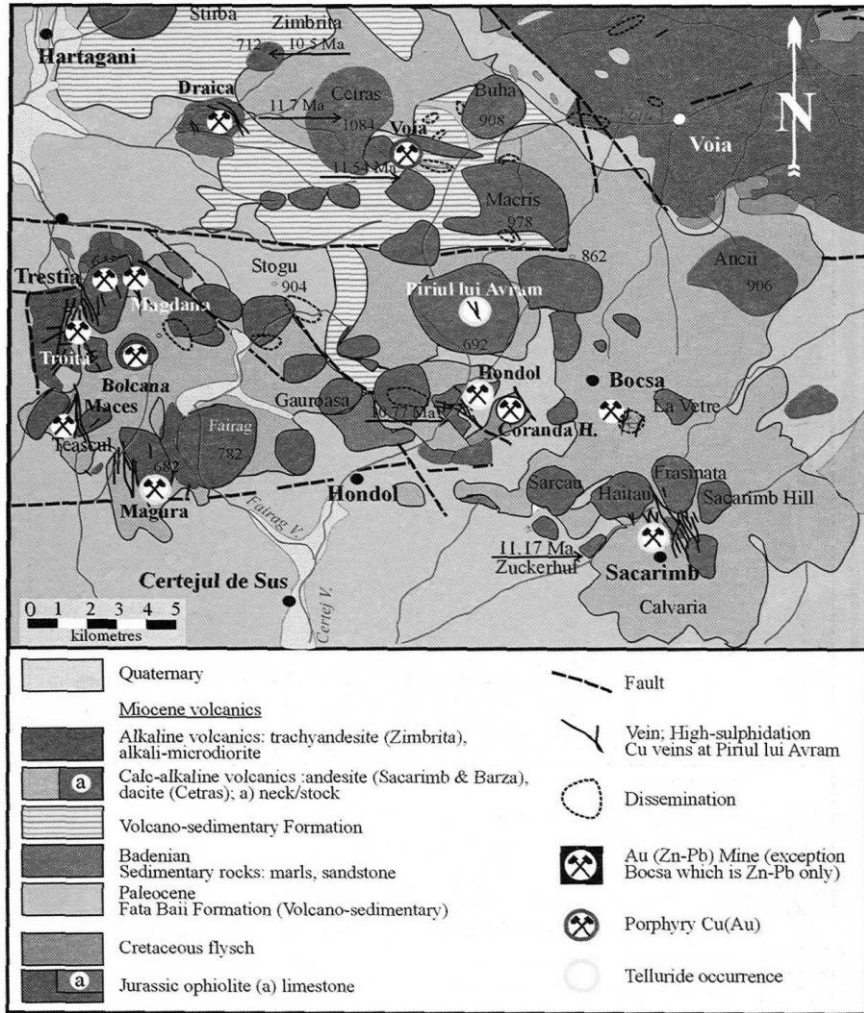 Stirba
Zimbrita
Hartagani
712
10.5 Ma
Draica
Cetras
Buha
11.7 Ma
1084
908
Voia
Voia
11.54 Ma
N
Macris
978
862
Trestia
Stogu
904
Ancii
906
Magdana
Piriul lui Avram
692
Troita
Bolcana
Hondol
Bocsa
Maces
Gauroasa
La Vetre
10.77 Ma
Coranda H.
Teascul
Fairag
782
682
Magura
Hondol
Sarcau
Haitau
Frasinata
Sacarimb Hill
Fairag V.
11,17 Ma
Zuckerhut
Sacarimb
Certejul de Sus
Certej V.
Calvaria
0 1 2 3 4 5
kilometres
Quaternary
Miocene volcanics
Alkaline volcanics: trachyandesite (Zimbrita),
alkali-microdiorite
a
Calc-alkaline volcanics :andesite (Sacarimb & Barza),
dacite (Cetras); a) neck/stock
Volcano-sedimentary Formation
Badenian
Sedimentary rocks: marls, sandstone
Paleocene
Fata Baii Formation (Volcano-sedimentary)
Cretaceous flysch
a
Jurassic ophiolite (a) limestone
Fault
Vein; High-sulphidation
Cu veins at Piriul lui Avram
Dissemination
Au (Zn-Pb) Mine (exception
Bocsa which is Zn-Pb only)
Porphyry Cu(Au)
Telluride occurrence